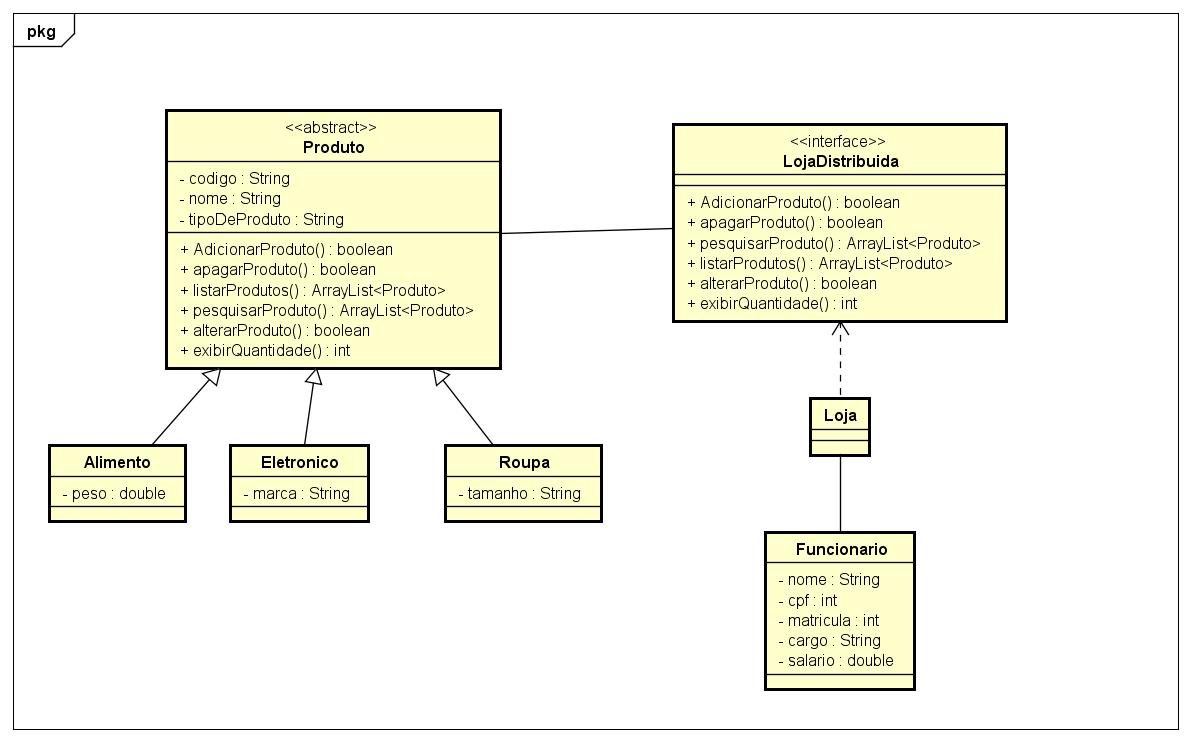 pkg
<<abstract>>
Produto
- codigo : String
- nome : String
- tipoDeProduto : String
+ AdicionarProduto() : boolean
+ apagarProduto() : boolean
+ listarProdutos() : ArrayList<Produto>
+ pesquisarProduto() : ArrayList<Produto>
+ alterarProduto() : boolean
+ exibirQuantidade() : int
<<interface>>
LojaDistribuida
+ AdicionarProduto() : boolean
+ apagarProduto() : boolean
+ pesquisarProduto() : ArrayList<Produto>
+ listarProdutos() : ArrayList<Produto>
+ alterarProduto() : boolean
+ exibirQuantidade() : int
Alimento
- peso : double
Eletronico
- marca : String
Roupa
- tamanho : String
Loja
Funcionario
- nome : String
- cpf : int
- matricula : int
- cargo : String
- salario : double